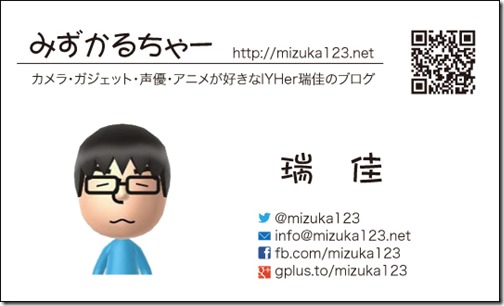 みずかるちゃー http://mizuka123.net
カメラ・ガジェット・声優・アニメが好きなIYHer瑞佳のブログ
瑞 佳
@mizuka123
info@mizuka123.net
fb.com/mizuka123
gplus.to/mizuka123